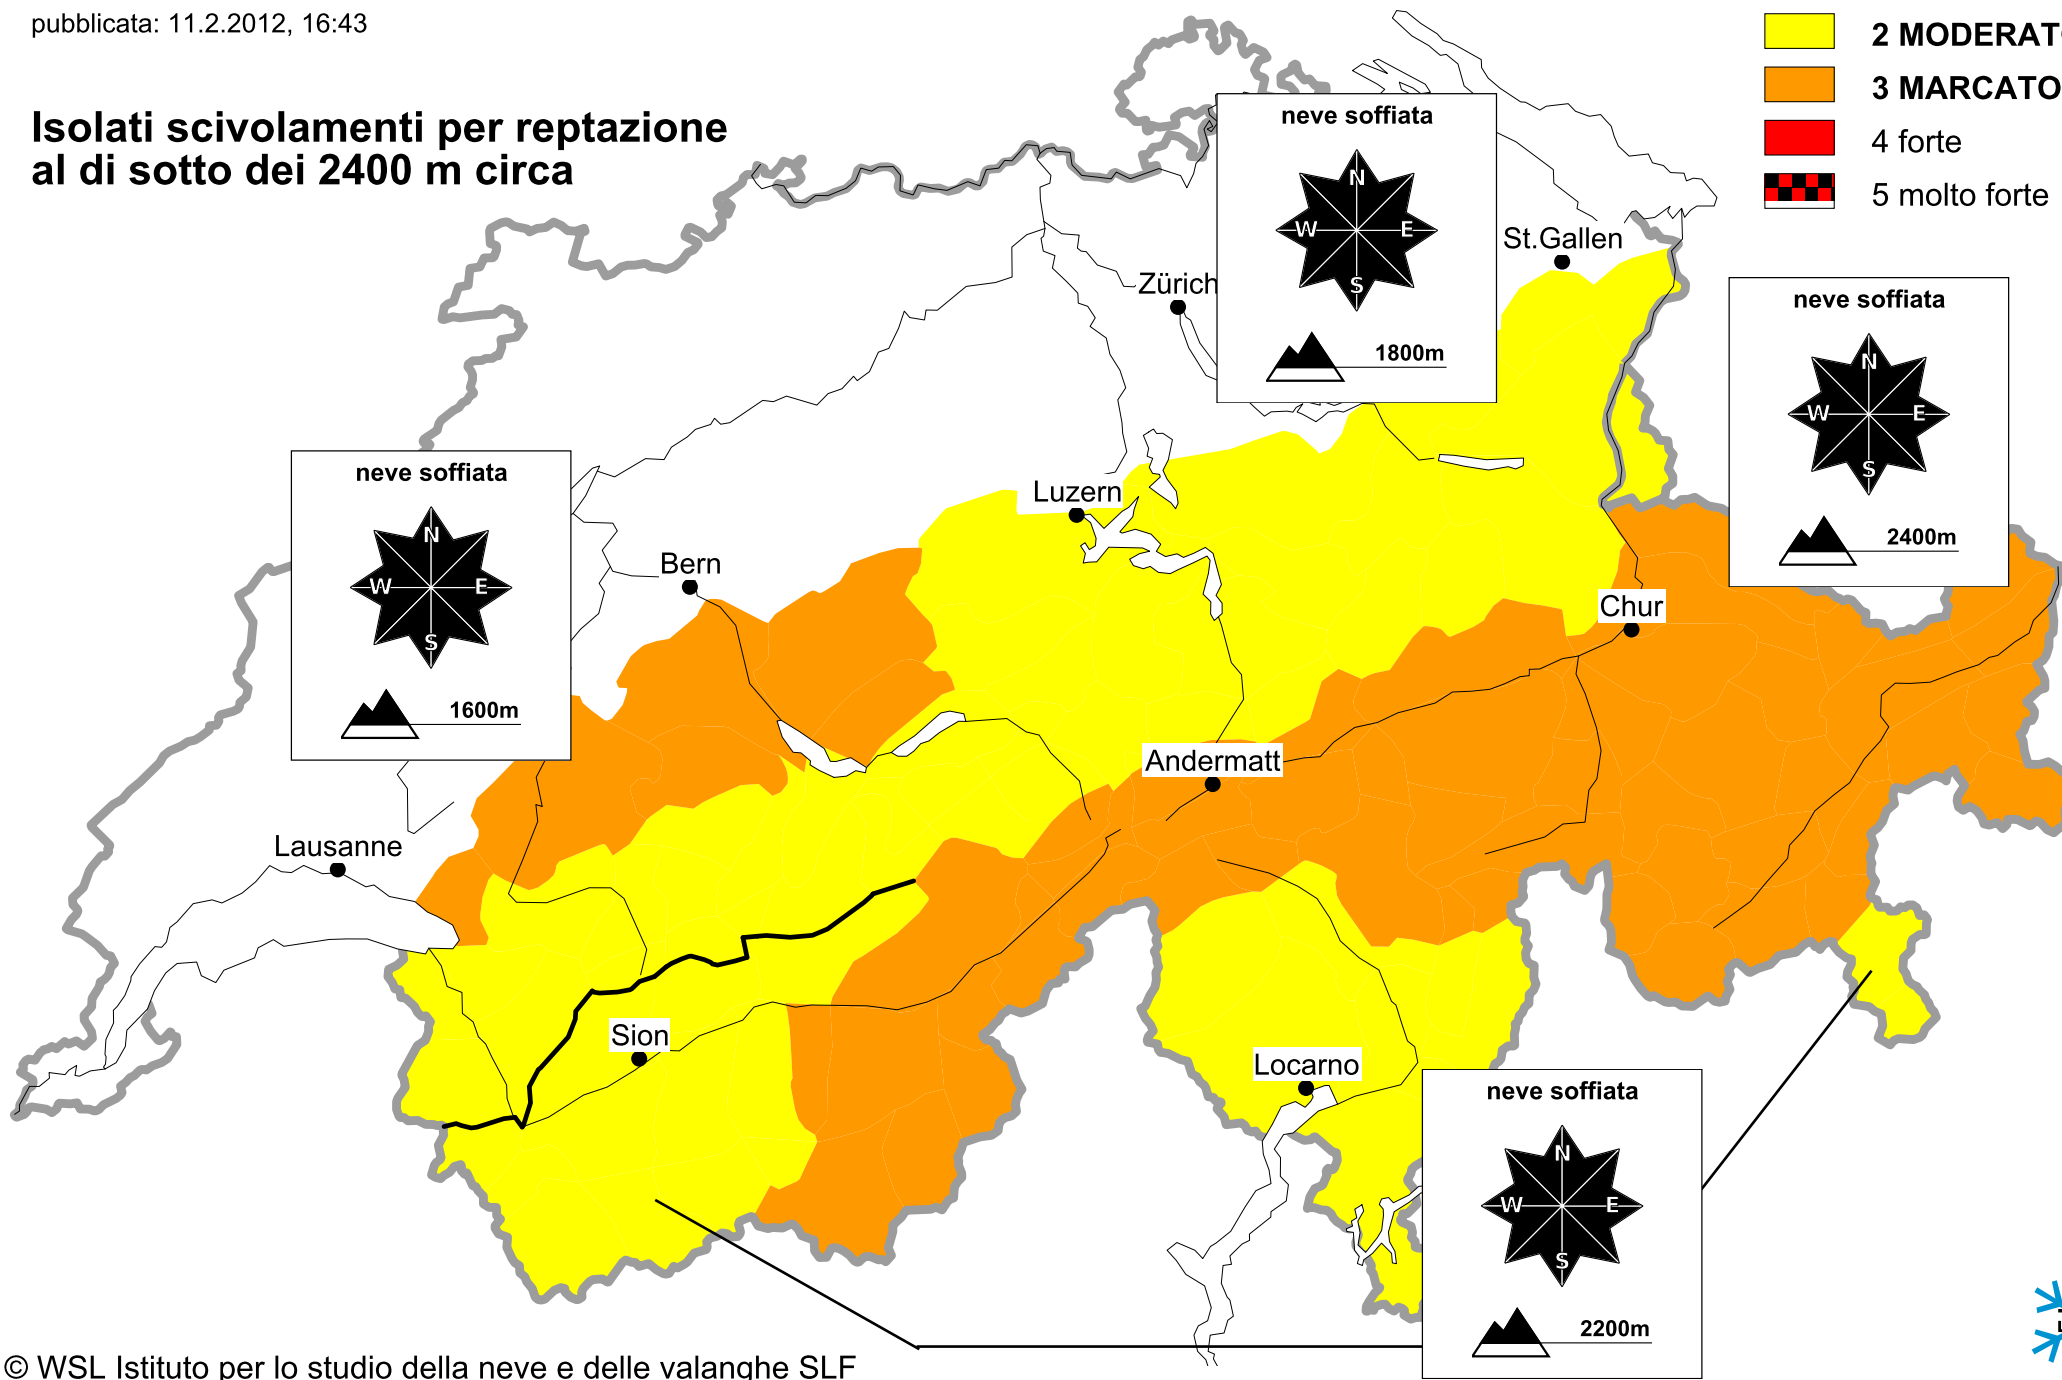 pubblicata: 11.2.2012, 16:43
Isolati scivolamenti per reptazione
al di sotto dei 2400 m circa
2 MODERATO
3 MARCATO
4 forte
5 molto forte
neve soffiata
N
W E
S
1800m
St.Gallen
Zürich
neve soffiata
N
W E
S
2400m
neve soffiata
N
W E
S
1600m
Luzern
Bern
Chur
Andermatt
Lausanne
Sion
Locarno
neve soffiata
N
W E
S
2200m
© WSL Istituto per lo studio della neve e delle valanghe SLF